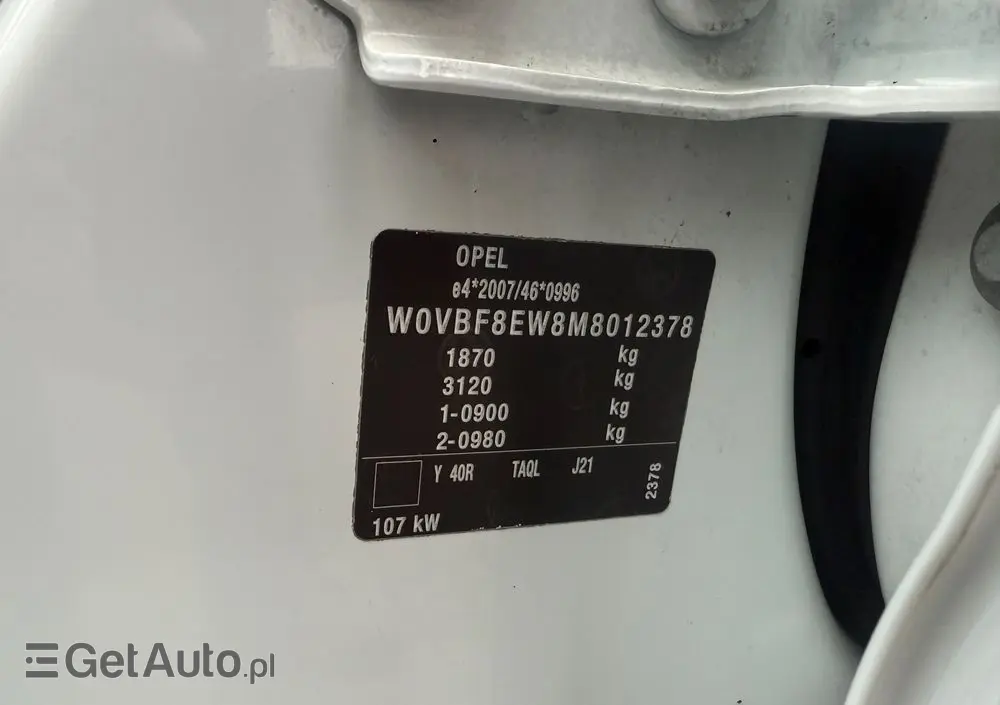 OPEL
e4*2007/46*0996
W0VBF8EW8M8012378
1870 kg
3120 kg
1-0900 kg
2-0980 kg
Y 40R TAQL J21
2378
107 kW
GetAuto.pl